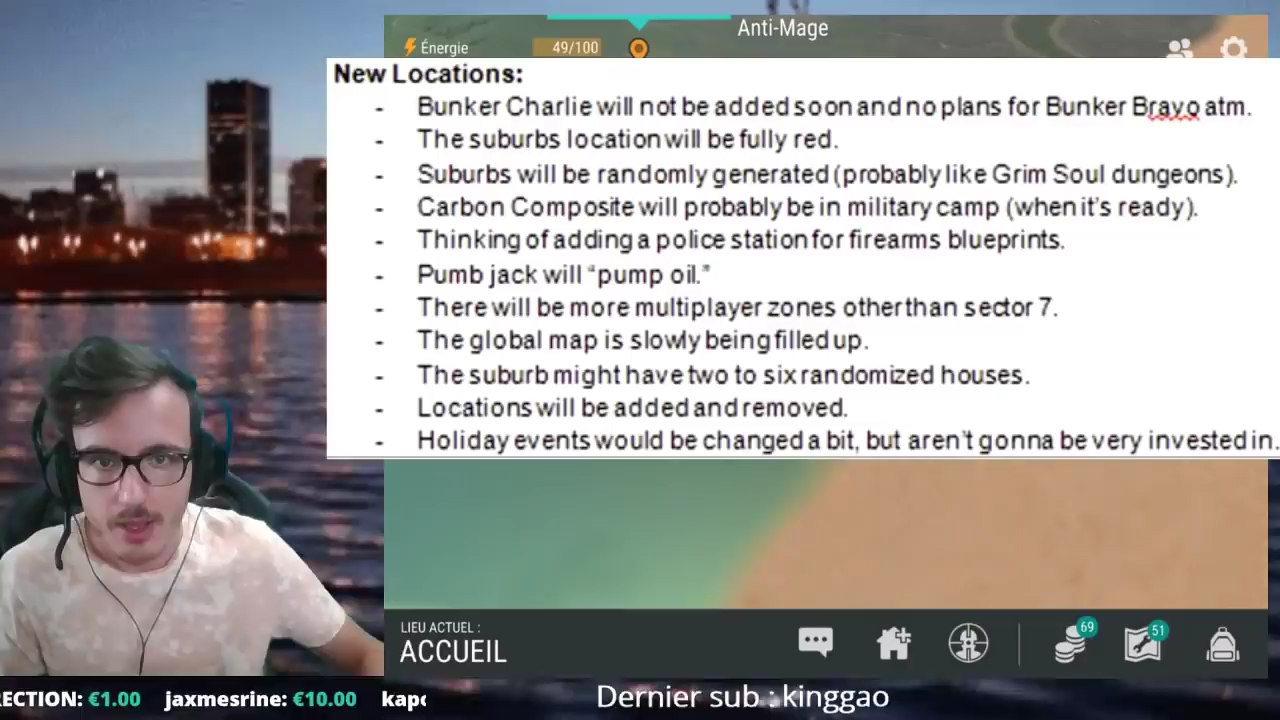 Anti-Mage
Énergie 49/100
New Locations:
- Bunker Charlie will not be added soon and no plans for Bunker Bravo atm.
- The suburbs location will be fully red.
- Suburbs will be randomly generated (probably like Grim Soul dungeons).
- Carbon Composite will probably be in military camp (when it's ready).
- Thinking of adding a police station for firearms blueprints.
- Pumb jack will “pump oil.”
- There will be more multiplayer zones other than sector 7.
- The global map is slowly being filled up.
- The suburb might have two to six randomized houses.
- Locations will be added and removed.
- Holiday events would be changed a bit, but aren't gonna be very invested in.
LIEU ACTUEL :
ACCUEIL
69
51
RECTION: €1.00 jaxmesrine: €10.00 kapo
Dernier sub : kinggao